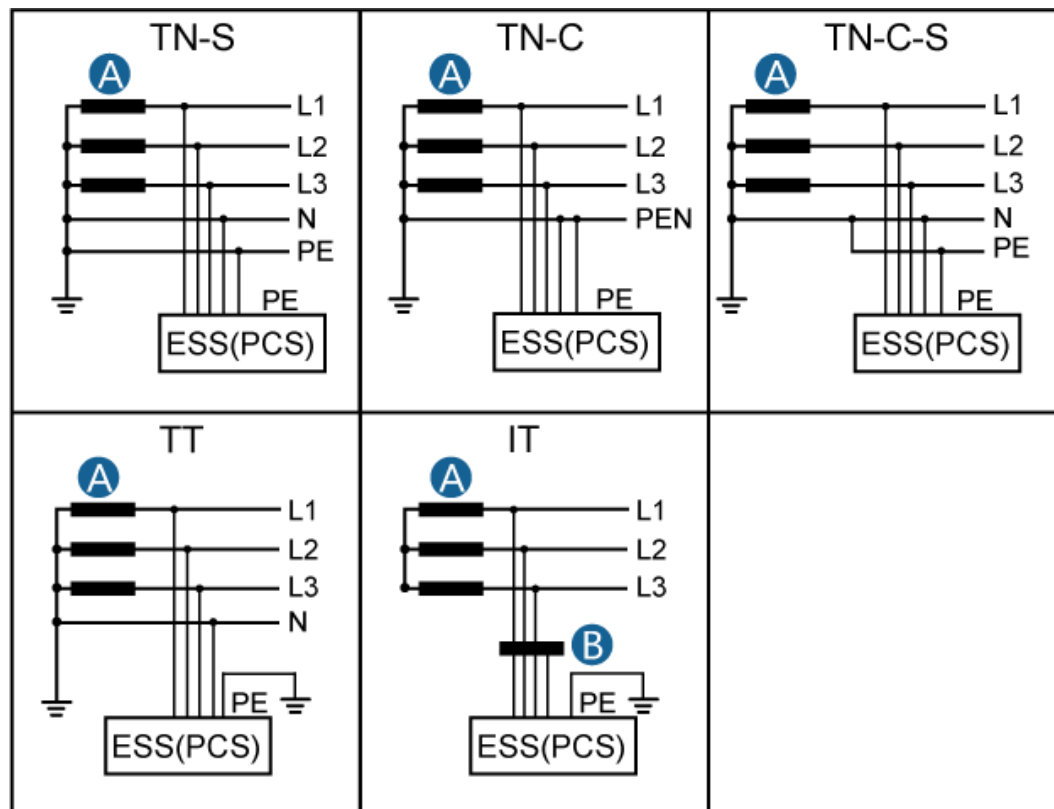 TN-S
A
L1
L2
L3
N
PE
PE
ESS(PCS)
TN-C
A
L1
L2
L3
PEN
PE
ESS(PCS)
TN-C-S
A
L1
L2
L3
N
PE
PE
ESS(PCS)
TT
A
L1
L2
L3
N
PE
ESS(PCS)
IT
A
L1
L2
L3
B
PE
ESS(PCS)